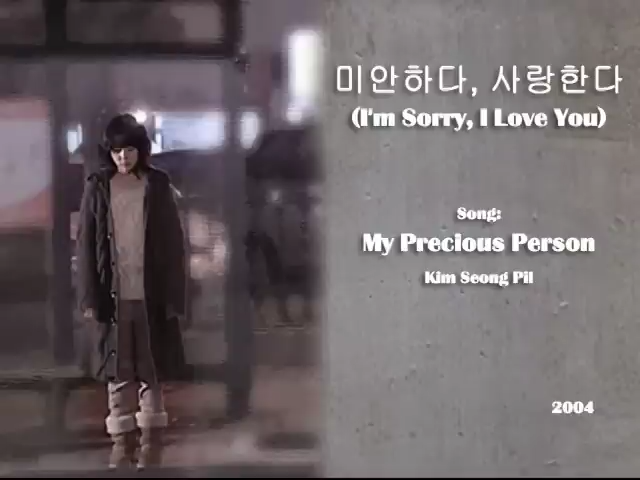 미안하다, 사랑한다
(I'm Sorry, I Love You)
Song:
My Precious Person
Kim Seong Pil
2004